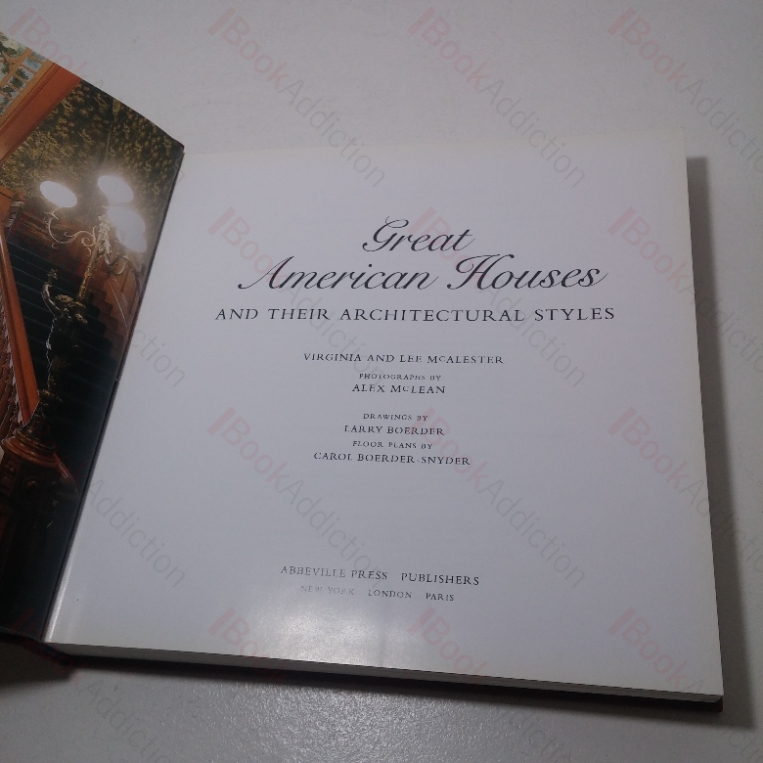 Great
American Houses
AND THEIR ARCHITECTURAL STYLES
VIRGINIA AND LEE McALESTER
PHOTOGRAPHS BY
ALEX McLEAN
DRAWINGS BY
LARRY BOERDER
FLOOR PLANS BY
CAROL BOERDER-SNYDER
ABBEVILLE PRESS PUBLISHERS
NEW YORK LONDON PARIS
BookAddiction